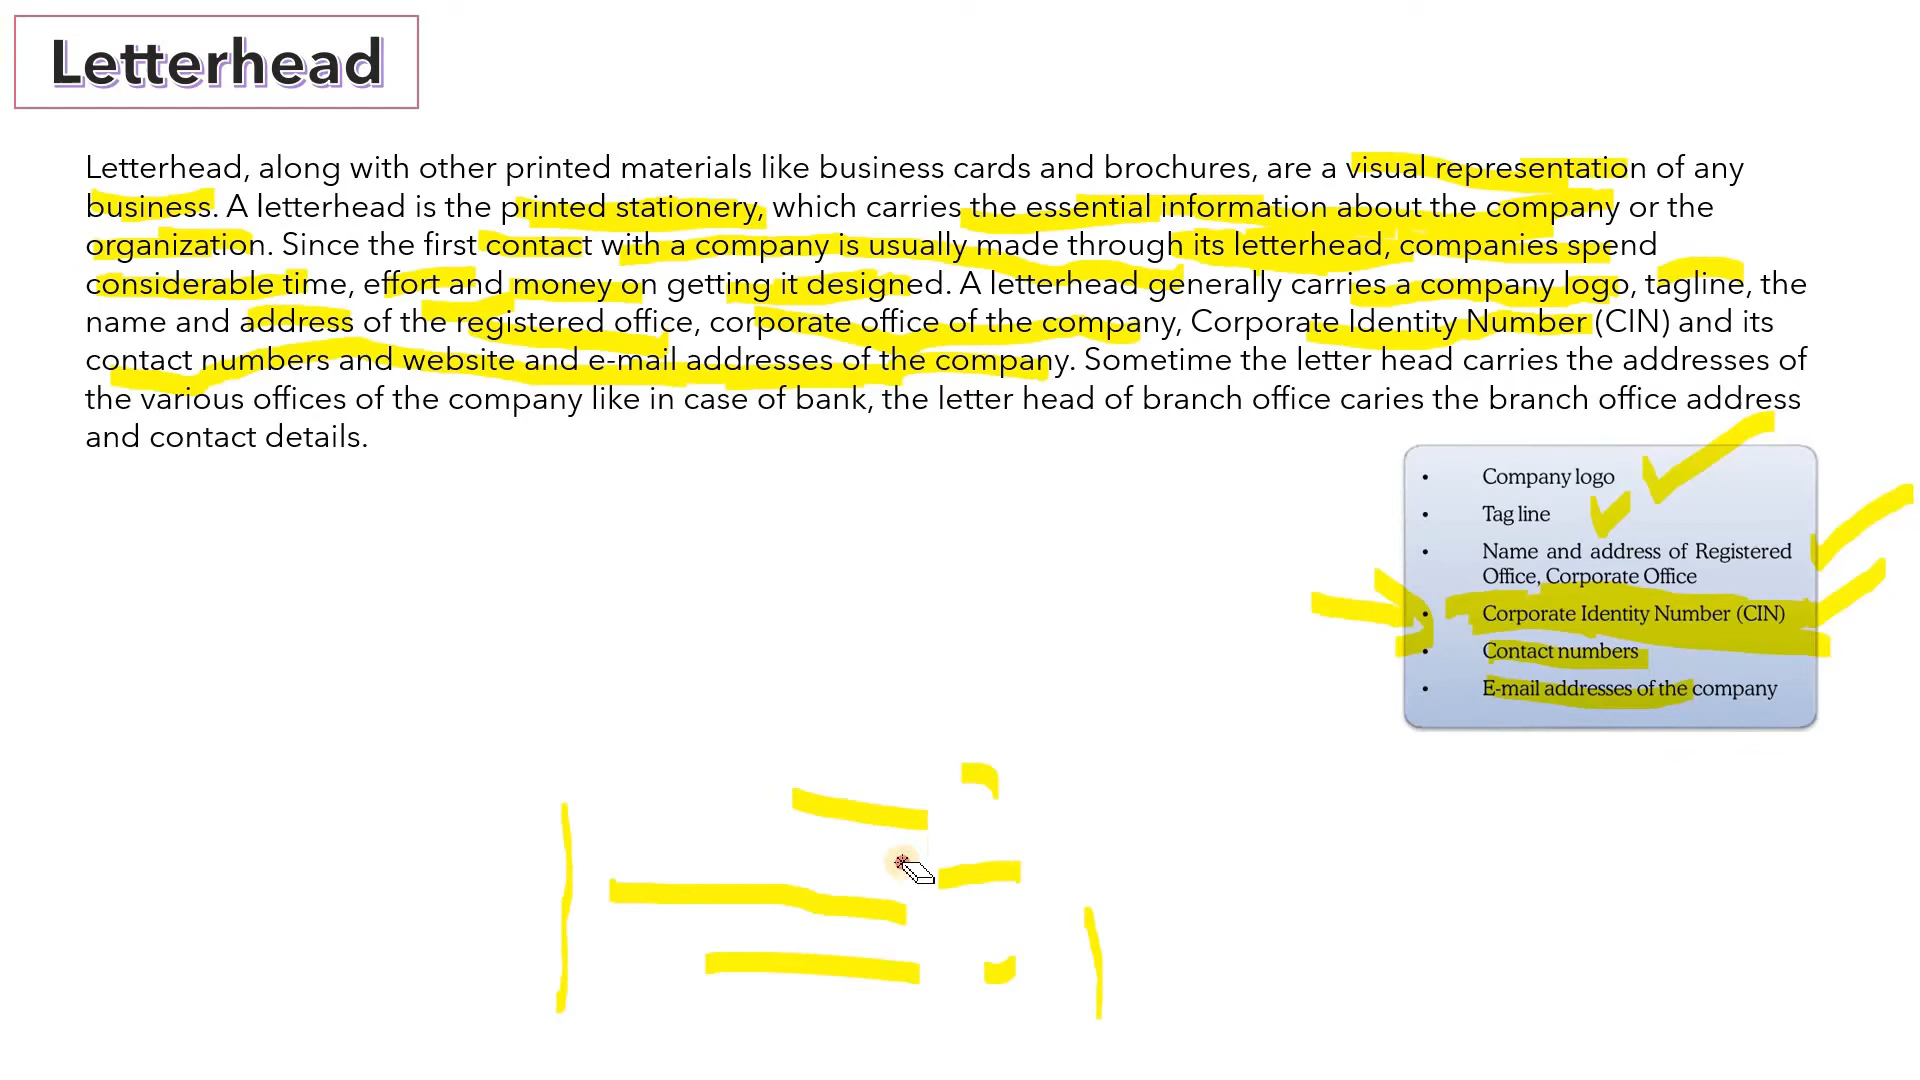 Letterhead
Letterhead, along with other printed materials like business cards and brochures, are a visual representation of any
business. A letterhead is the printed stationery, which carries the essential information about the company or the
organization. Since the first contact with a company is usually made through its letterhead, companies spend
considerable time, effort and money on getting it designed. A letterhead generally carries a company logo, tagline, the
name and address of the registered office, corporate office of the company, Corporate Identity Number (CIN) and its
contact numbers and website and e-mail addresses of the company. Sometime the letter head carries the addresses of
the various offices of the company like in case of bank, the letter head of branch office caries the branch office address
and contact details.
• Company logo
• Tag line
• Name and address of Registered
Office, Corporate Office
• Corporate Identity Number (CIN)
• Contact numbers
• E-mail addresses of the company